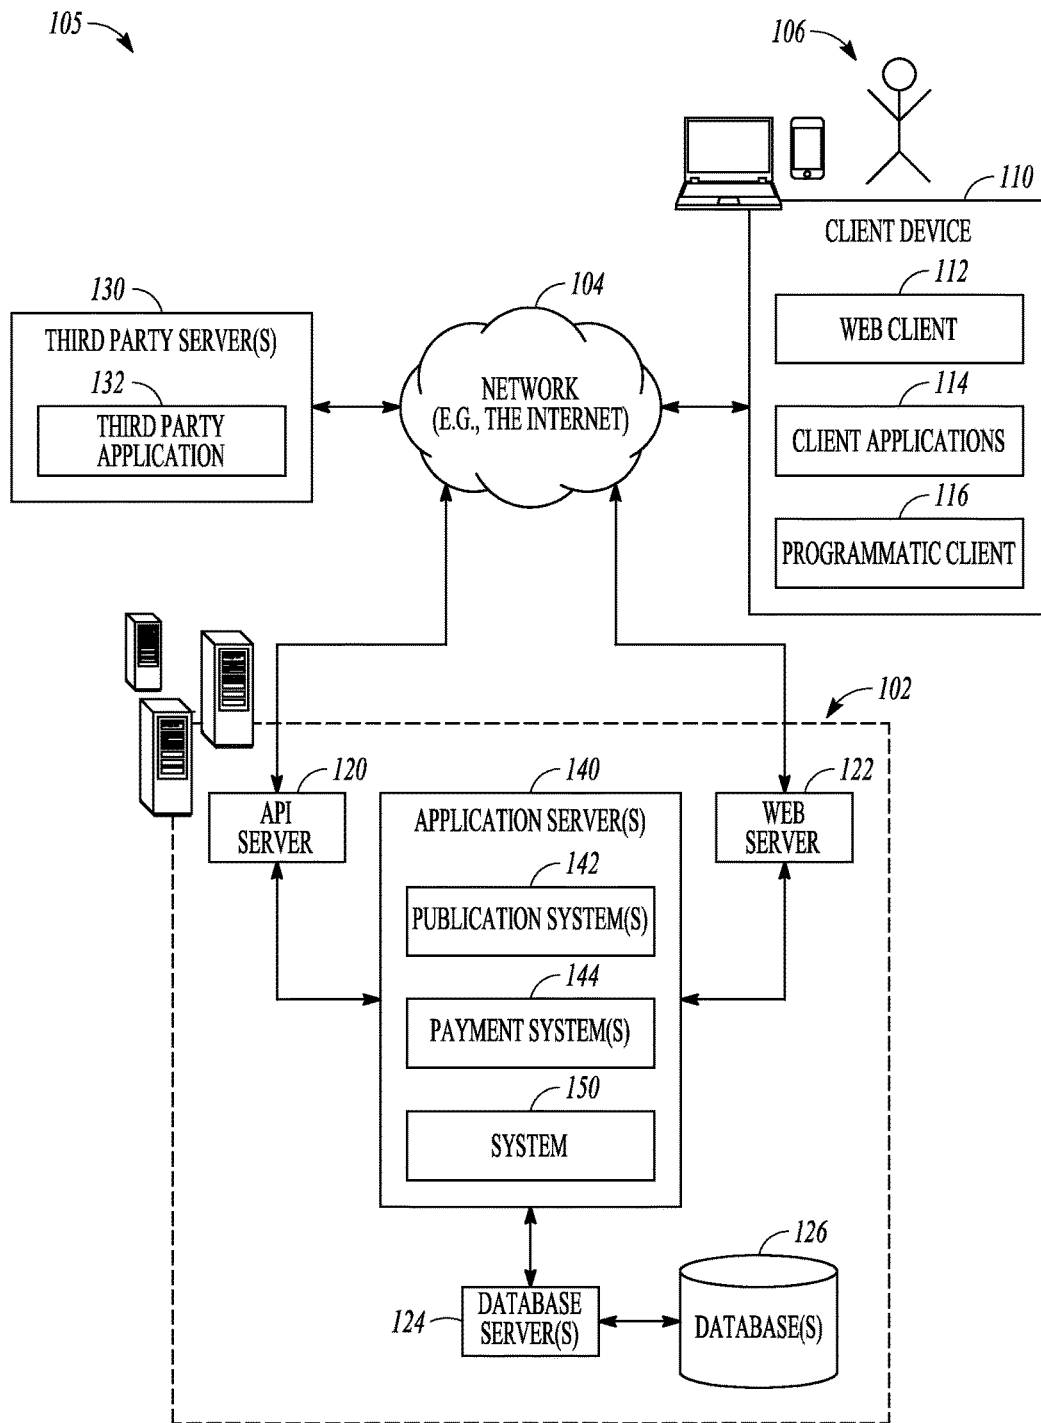 105
106
110
CLIENT DEVICE
112
WEB CLIENT
114
CLIENT APPLICATIONS
116
PROGRAMMATIC CLIENT
130
THIRD PARTY SERVER(S)
132
THIRD PARTY
APPLICATION
104
NETWORK
(E.G., THE INTERNET)
102
120
API
SERVER
140
APPLICATION SERVER(S)
142
PUBLICATION SYSTEM(S)
144
PAYMENT SYSTEM(S)
150
SYSTEM
122
WEB
SERVER
124
DATABASE
SERVER(S)
126
DATABASE(S)